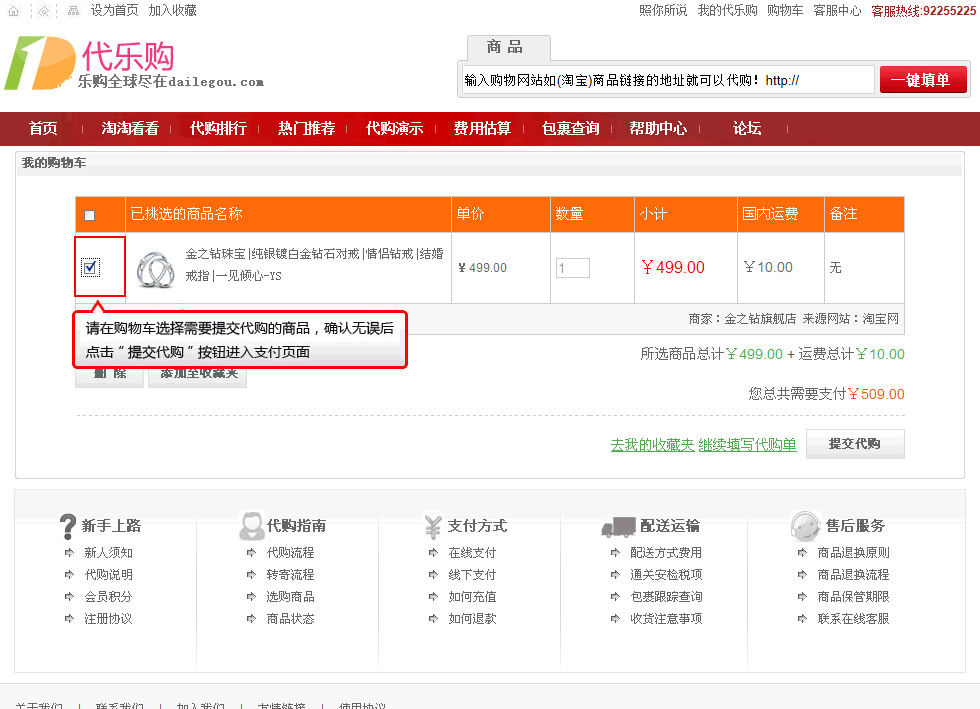 设为首页 加入收藏
照你所说 我的代乐购 购物车 客服中心 客服热线:92255225
代乐购
乐购全球尽在dailegou.com
商 品
输入购物网站如(淘宝)商品链接的地址就可以代购！http://
一键填单
首页 淘淘看看 代购排行 热门推荐 代购演示 费用估算 包裹查询 帮助中心 论坛
我的购物车
已挑选的商品名称 单价 数量 小计 国内运费 备注
金之钻珠宝|纯银镀白金钻石对戒|情侣钻戒|结婚
戒指|一见倾心-YS
¥ 499.00 1 ￥499.00 ￥10.00 无
商家：金之钻旗舰店 来源网站：淘宝网
请在购物车选择需要提交代购的商品，确认无误后
点击“提交代购”按钮进入支付页面
删 除 添加至收藏夹
所选商品总计￥499.00 + 运费总计￥10.00
您总共需要支付￥509.00
去我的收藏夹 继续填写代购单 提交代购
新手上路
新人须知
代购说明
会员积分
注册协议
代购指南
代购流程
转寄流程
选购商品
商品状态
支付方式
在线支付
线下支付
如何充值
如何退款
配送运输
配送方式费用
通关安检税项
包裹跟踪查询
收货注意事项
售后服务
商品退换原则
商品退换流程
商品保管期限
联系在线客服
关于我们 联系我们 加入我们 友情链接 使用协议